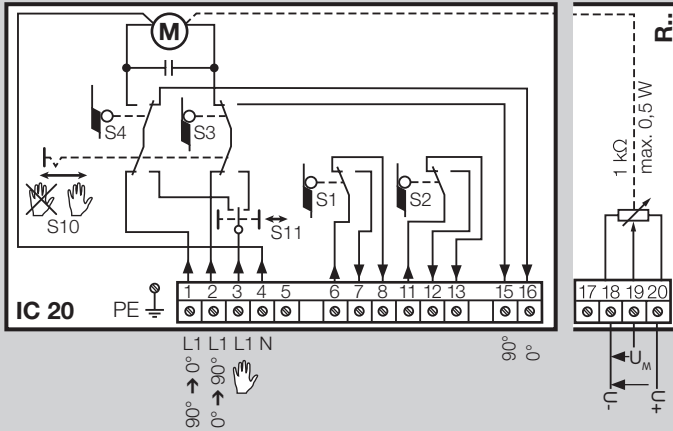 M
R..
S4
S3
1 kΩ
max. 0,5 W
S1
S2
S10
S11
IC 20
PE
1 2 3 4 5 6 7 8 11 12 13 15 16
17 18 19 20
L1 L1 L1 N
90° → 0°
0° → 90°
90°
0°
UM
U-
U+